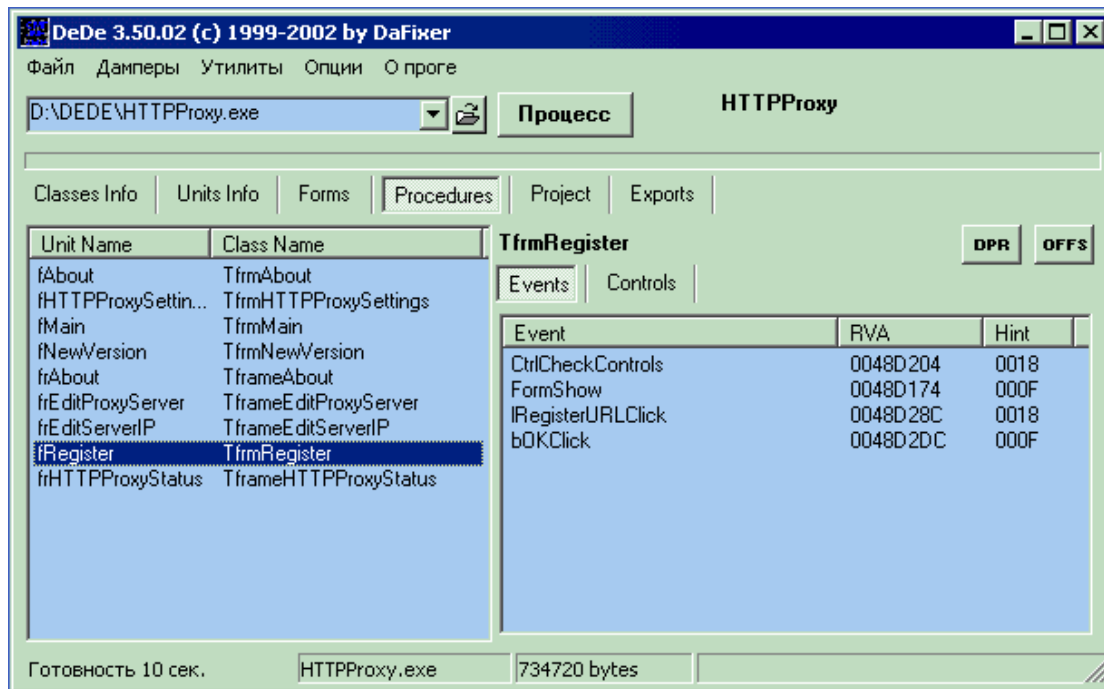 DeDe 3.50.02 (c) 1999-2002 by DaFixer
Файл Дамперы Утилиты Опции О проге
D:\DEDE\HTTPProxy.exe Процесс HTTPProxy
Classes Info Units Info Forms Procedures Project Exports
Unit Name Class Name
fAbout TfrmAbout
fHTTPProxySettin... TfrmHTTPProxySettings
fMain TfrmMain
fNewVersion TfrmNewVersion
frAbout TframeAbout
frEditProxyServer TframeEditProxyServer
frEditServerIP TframeEditServerIP
fRegister TfrmRegister
frHTTPProxyStatus TframeHTTPProxyStatus
TfrmRegister DPR OFFS
Events Controls
Event RVA Hint
CtrlCheckControls 0048D204 0018
FormShow 0048D174 000F
lRegisterURLClick 0048D28C 0018
bOKClick 0048D2DC 000F
Готовность 10 сек. HTTPProxy.exe 734720 bytes